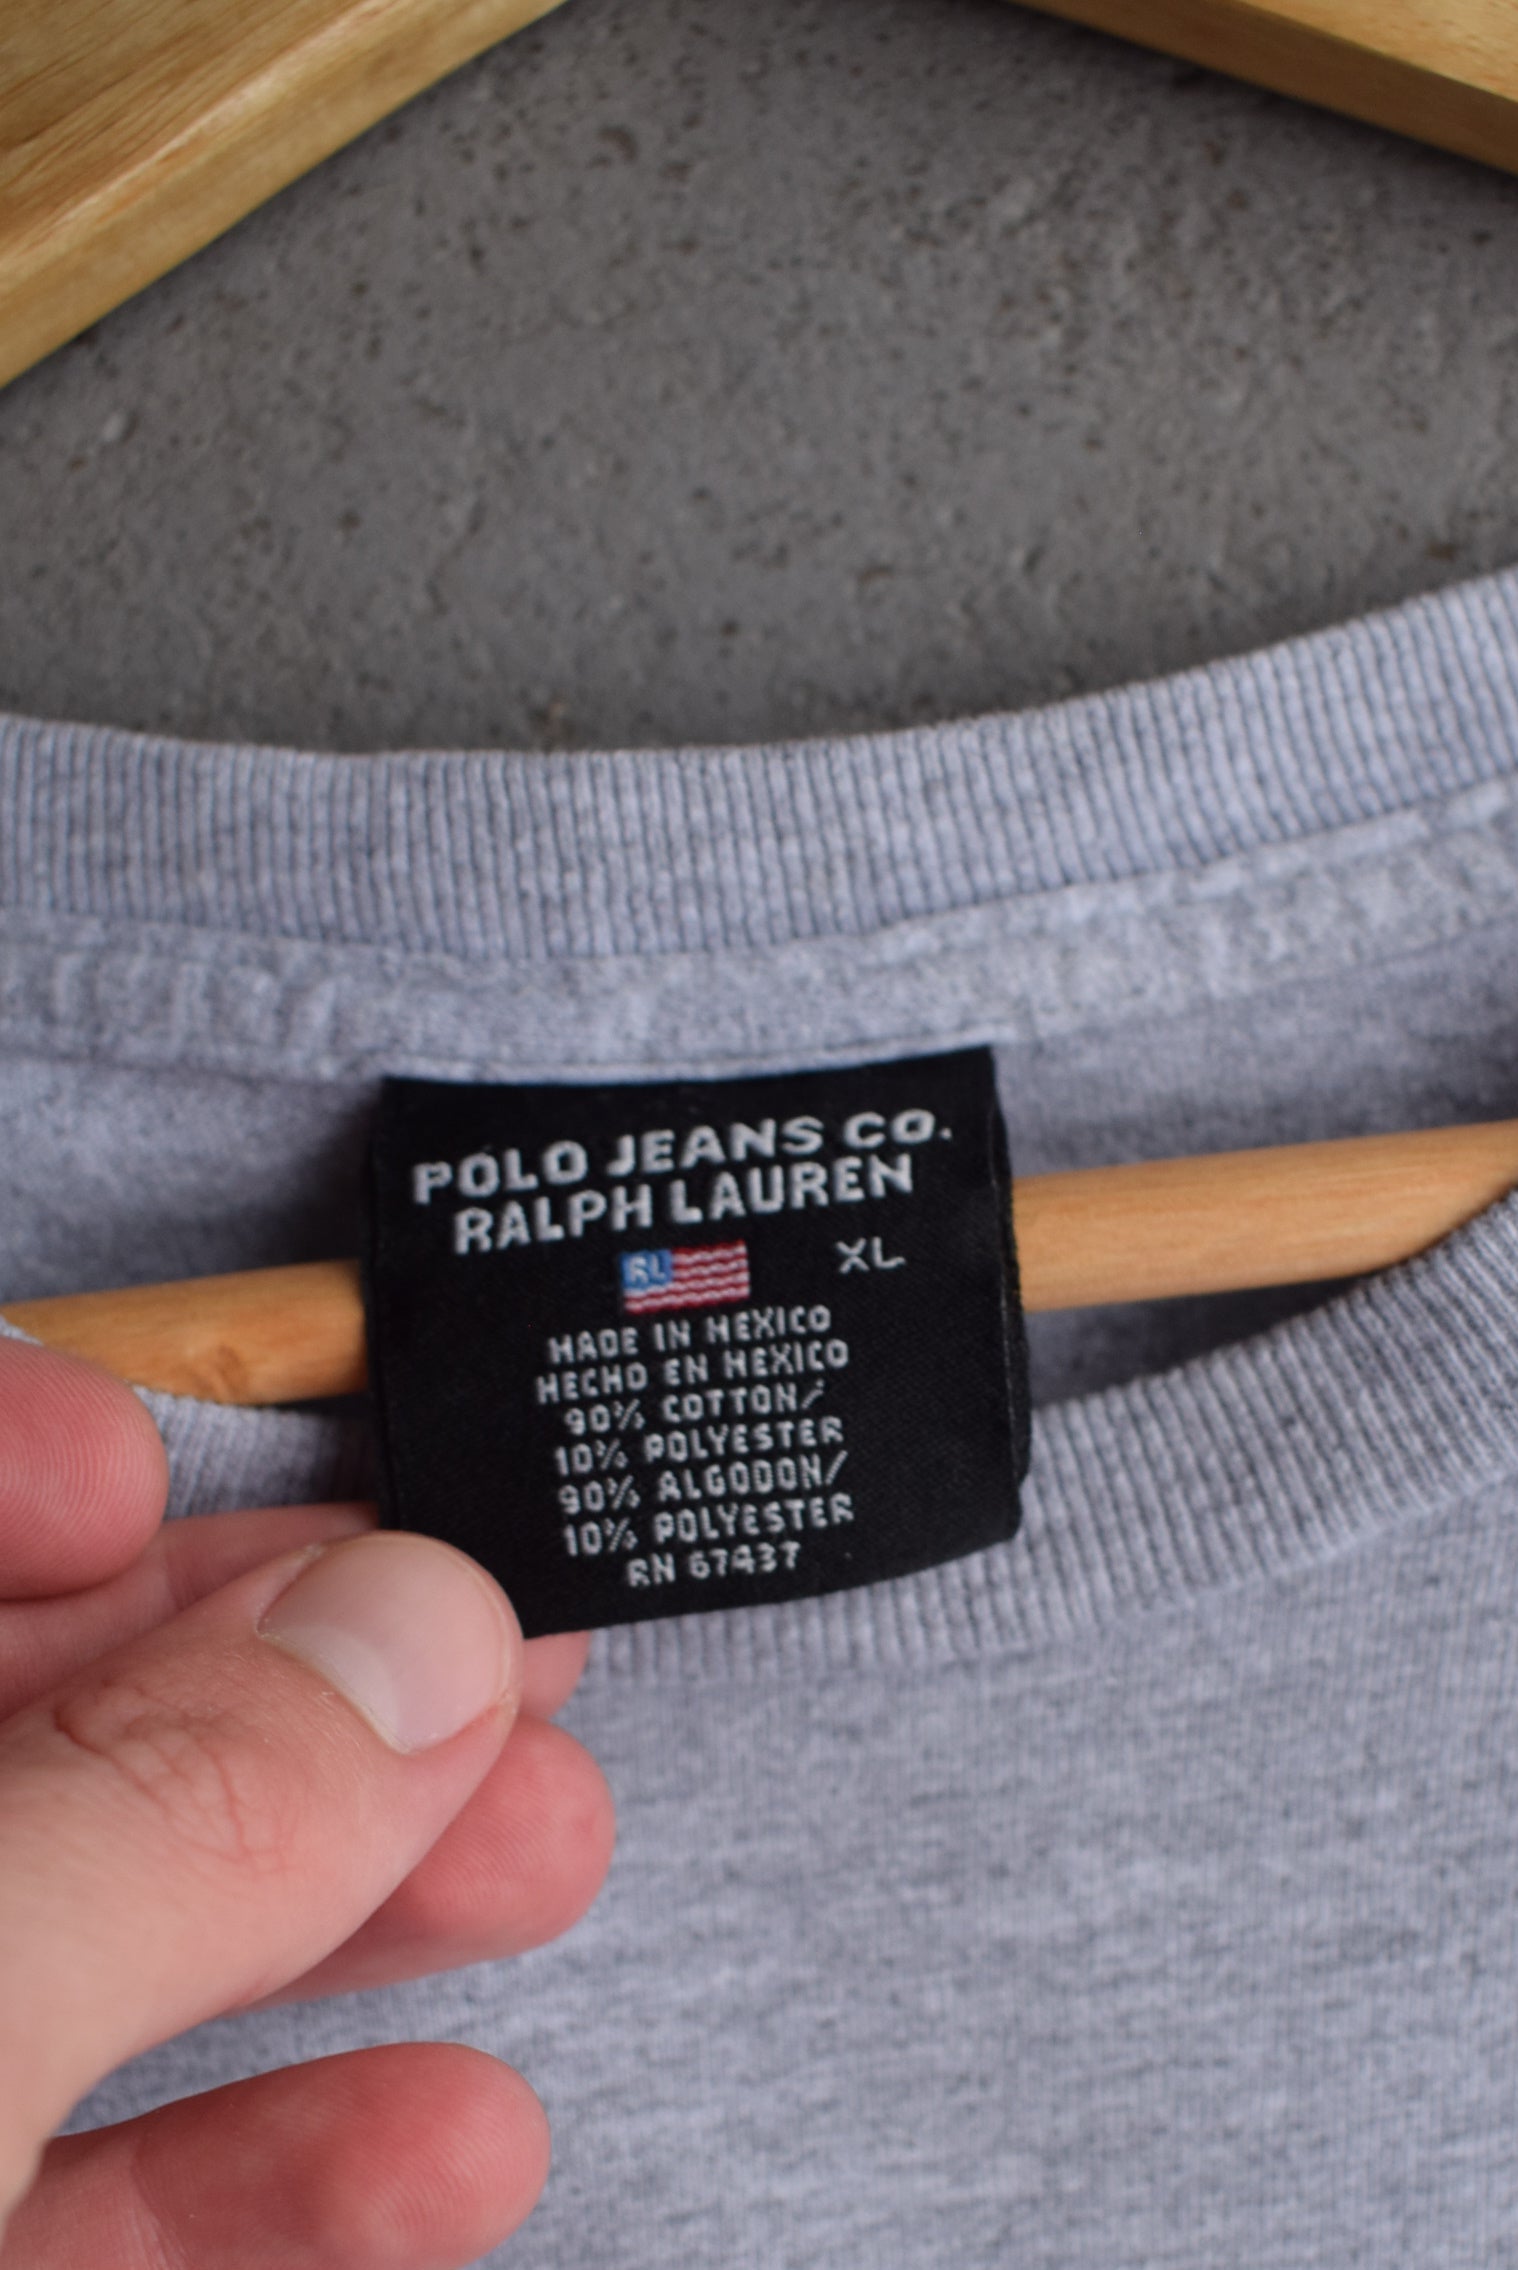 POLO JEANS CO.
RALPH LAUREN
RL XL
MADE IN MEXICO
HECHO EN MEXICO
90% COTTON/
10% POLYESTER
90% ALGODON/
10% POLYESTER
RN 67437